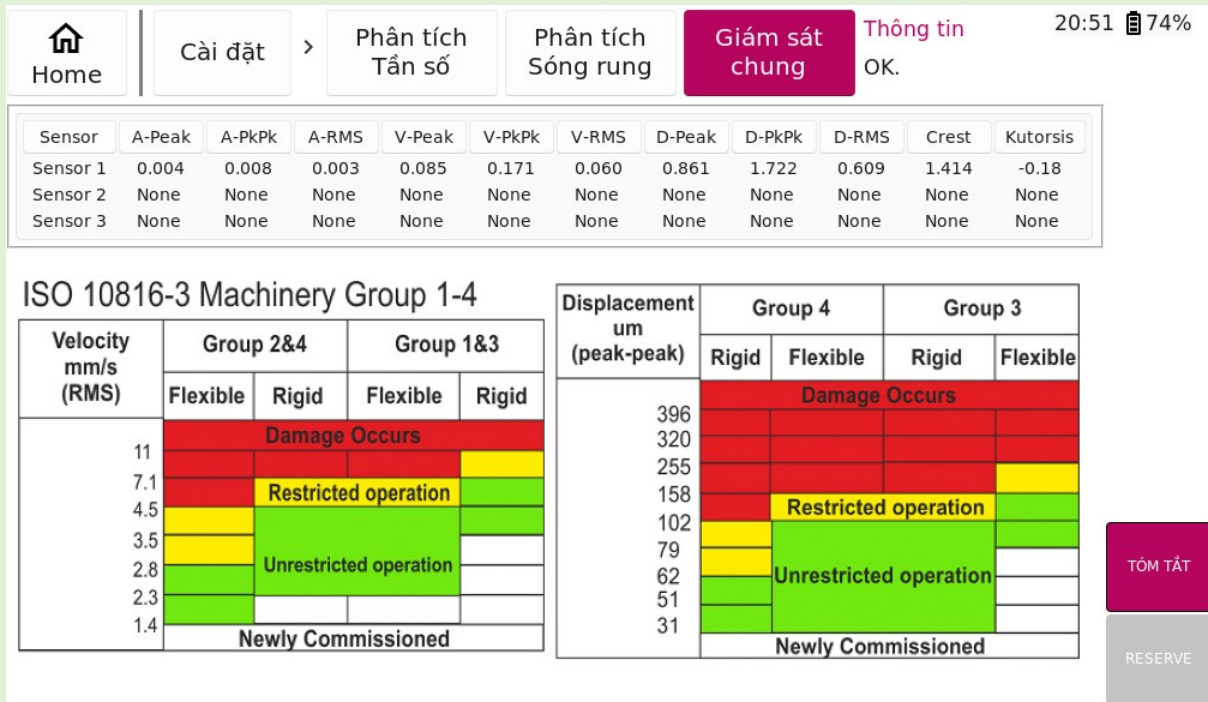 Home
Cài đặt
>
Phân tích
Tần số
Phân tích
Sóng rung
Giám sát
chung
Thông tin
OK.
20:51 74%
Sensor A-Peak A-PkPk A-RMS V-Peak V-PkPk V-RMS D-Peak D-PkPk D-RMS Crest Kutorsis
Sensor 1 0.004 0.008 0.003 0.085 0.171 0.060 0.861 1.722 0.609 1.414 -0.18
Sensor 2 None None None None None None None None None None None
Sensor 3 None None None None None None None None None None None
ISO 10816-3 Machinery Group 1-4
Velocity
mm/s
(RMS)
Group 2&4 Group 1&3
Flexible Rigid Flexible Rigid
Damage Occurs
11
7.1
Restricted operation
4.5
3.5
Unrestricted operation
2.8
2.3
1.4
Newly Commissioned
Displacement
um
(peak-peak)
Group 4 Group 3
Rigid Flexible Rigid Flexible
Damage Occurs
396
320
255
158
Restricted operation
102
79
62
Unrestricted operation
51
31
Newly Commissioned
TÓM TẮT
RESERVE